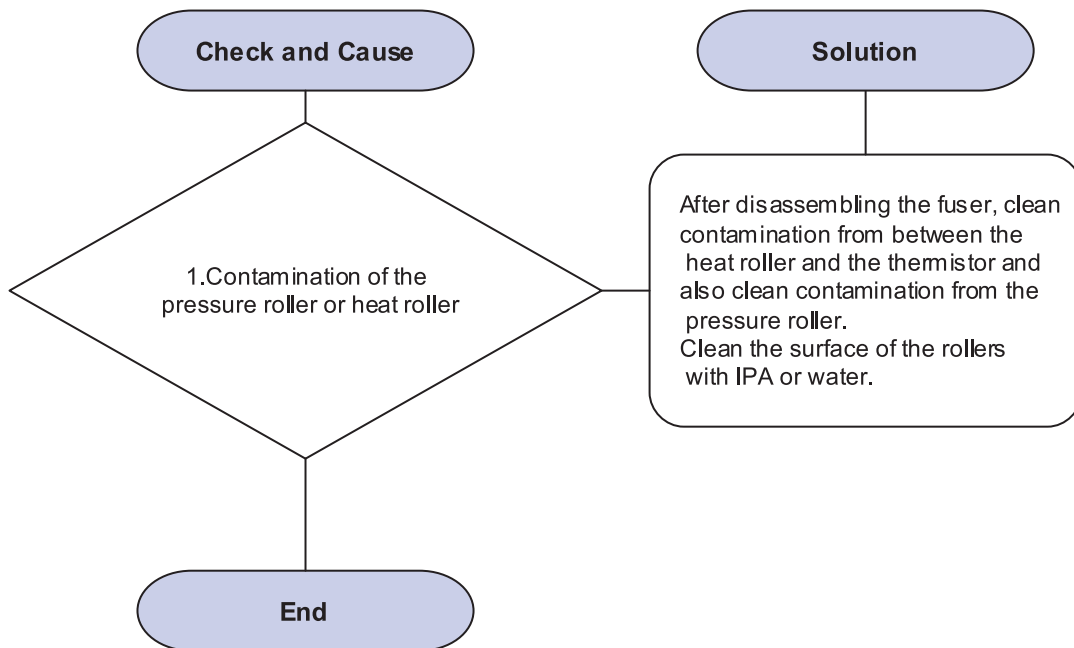 Check and Cause
Solution
1.Contamination of the
pressure roller or heat roller
After disassembling the fuser, clean
contamination from between the
heat roller and the thermistor and
also clean contamination from the
pressure roller.
Clean the surface of the rollers
with IPA or water.
End